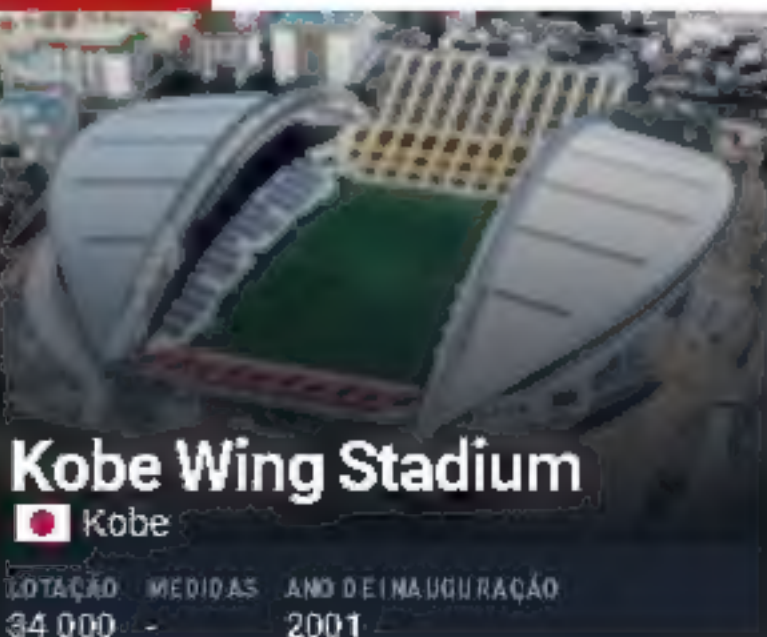 Kobe Wing Stadium
Kobe
LOTAÇÃO MEDIDAS ANO DE INAUGURAÇÃO
34 000 - 2001